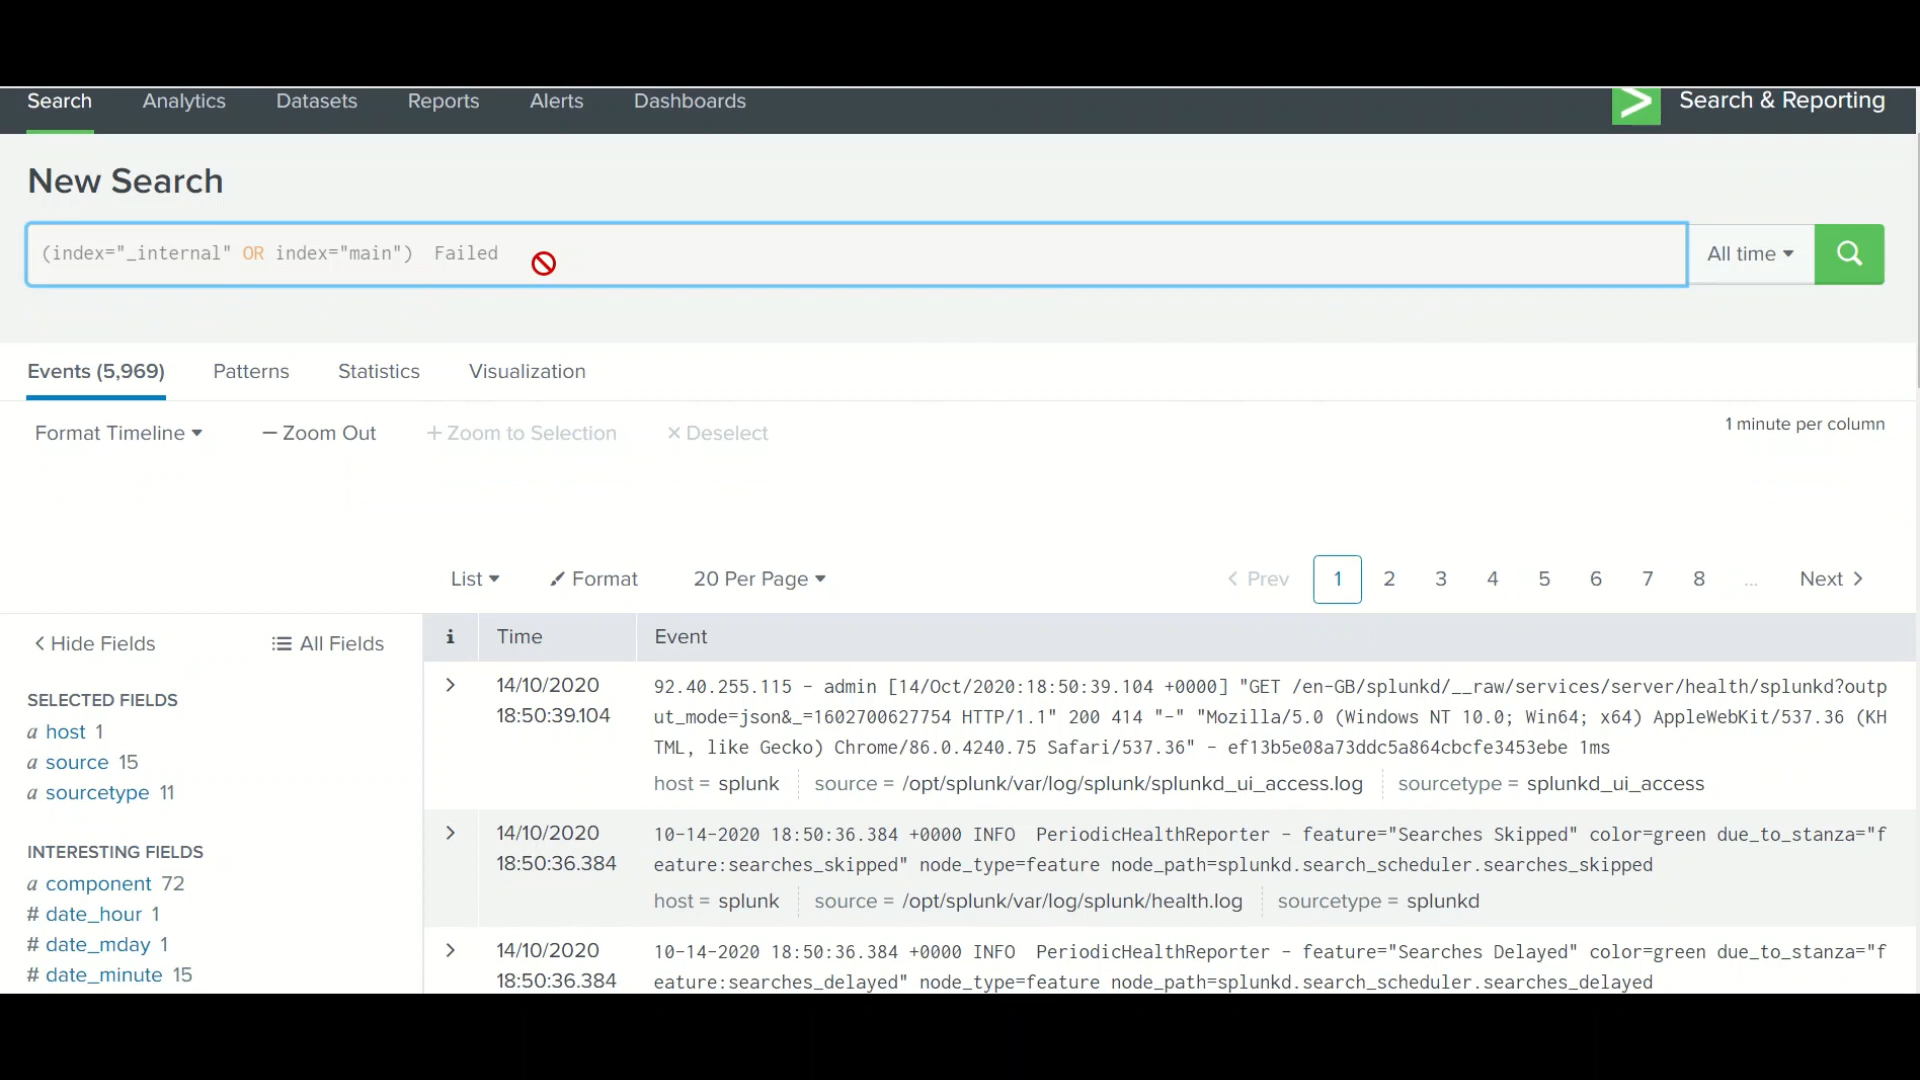 Search Analytics Datasets Reports Alerts Dashboards > Search & Reporting
New Search
(index="_internal" OR index="main")  Failed All time
Events (5,969) Patterns Statistics Visualization
Format Timeline — Zoom Out + Zoom to Selection × Deselect 1 minute per column
List Format 20 Per Page < Prev 1 2 3 4 5 6 7 8 ... Next >
< Hide Fields All Fields
SELECTED FIELDS
a host 1
a source 15
a sourcetype 11
INTERESTING FIELDS
a component 72
# date_hour 1
# date_mday 1
# date_minute 15
i Time Event
> 14/10/2020
18:50:39.104
92.40.255.115 - admin [14/Oct/2020:18:50:39.104 +0000] "GET /en-GB/splunkd/__raw/services/server/health/splunkd?outp
ut_mode=json&_=1602700627754 HTTP/1.1" 200 414 "-" "Mozilla/5.0 (Windows NT 10.0; Win64; x64) AppleWebKit/537.36 (KH
TML, like Gecko) Chrome/86.0.4240.75 Safari/537.36" - ef13b5e08a73ddc5a864cbcfe3453ebe 1ms
host = splunk source = /opt/splunk/var/log/splunk/splunkd_ui_access.log sourcetype = splunkd_ui_access
> 14/10/2020
18:50:36.384
10-14-2020 18:50:36.384 +0000 INFO  PeriodicHealthReporter - feature="Searches Skipped" color=green due_to_stanza="f
eature:searches_skipped" node_type=feature node_path=splunkd.search_scheduler.searches_skipped
host = splunk source = /opt/splunk/var/log/splunk/health.log sourcetype = splunkd
> 14/10/2020
18:50:36.384
10-14-2020 18:50:36.384 +0000 INFO  PeriodicHealthReporter - feature="Searches Delayed" color=green due_to_stanza="f
eature:searches_delayed" node_type=feature node_path=splunkd.search_scheduler.searches_delayed